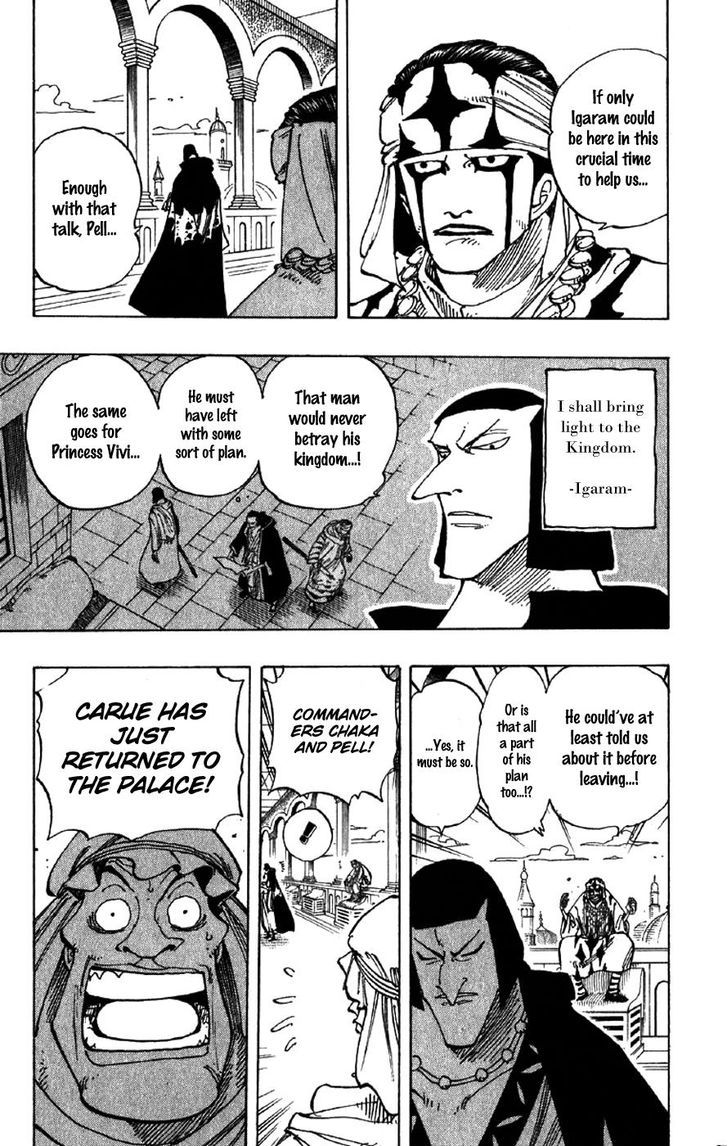 If only
Igaram could
be here in this
crucial time
to help us...
Enough
with that
talk, Pell...
I shall bring
light to the
Kingdom.
-Igaram-
That man
would never
betray his
kingdom...!
He must
have left
with some
sort of plan.
The same
goes for
Princess Vivi...
He could've at
least told us
about it before
leaving...!
Or is
that all
a part
of his
plan
too...!?
...Yes, it
must be so.
COMMAND-
ERS CHAKA
AND PELL!
!
CARUE HAS
JUST
RETURNED TO
THE PALACE!